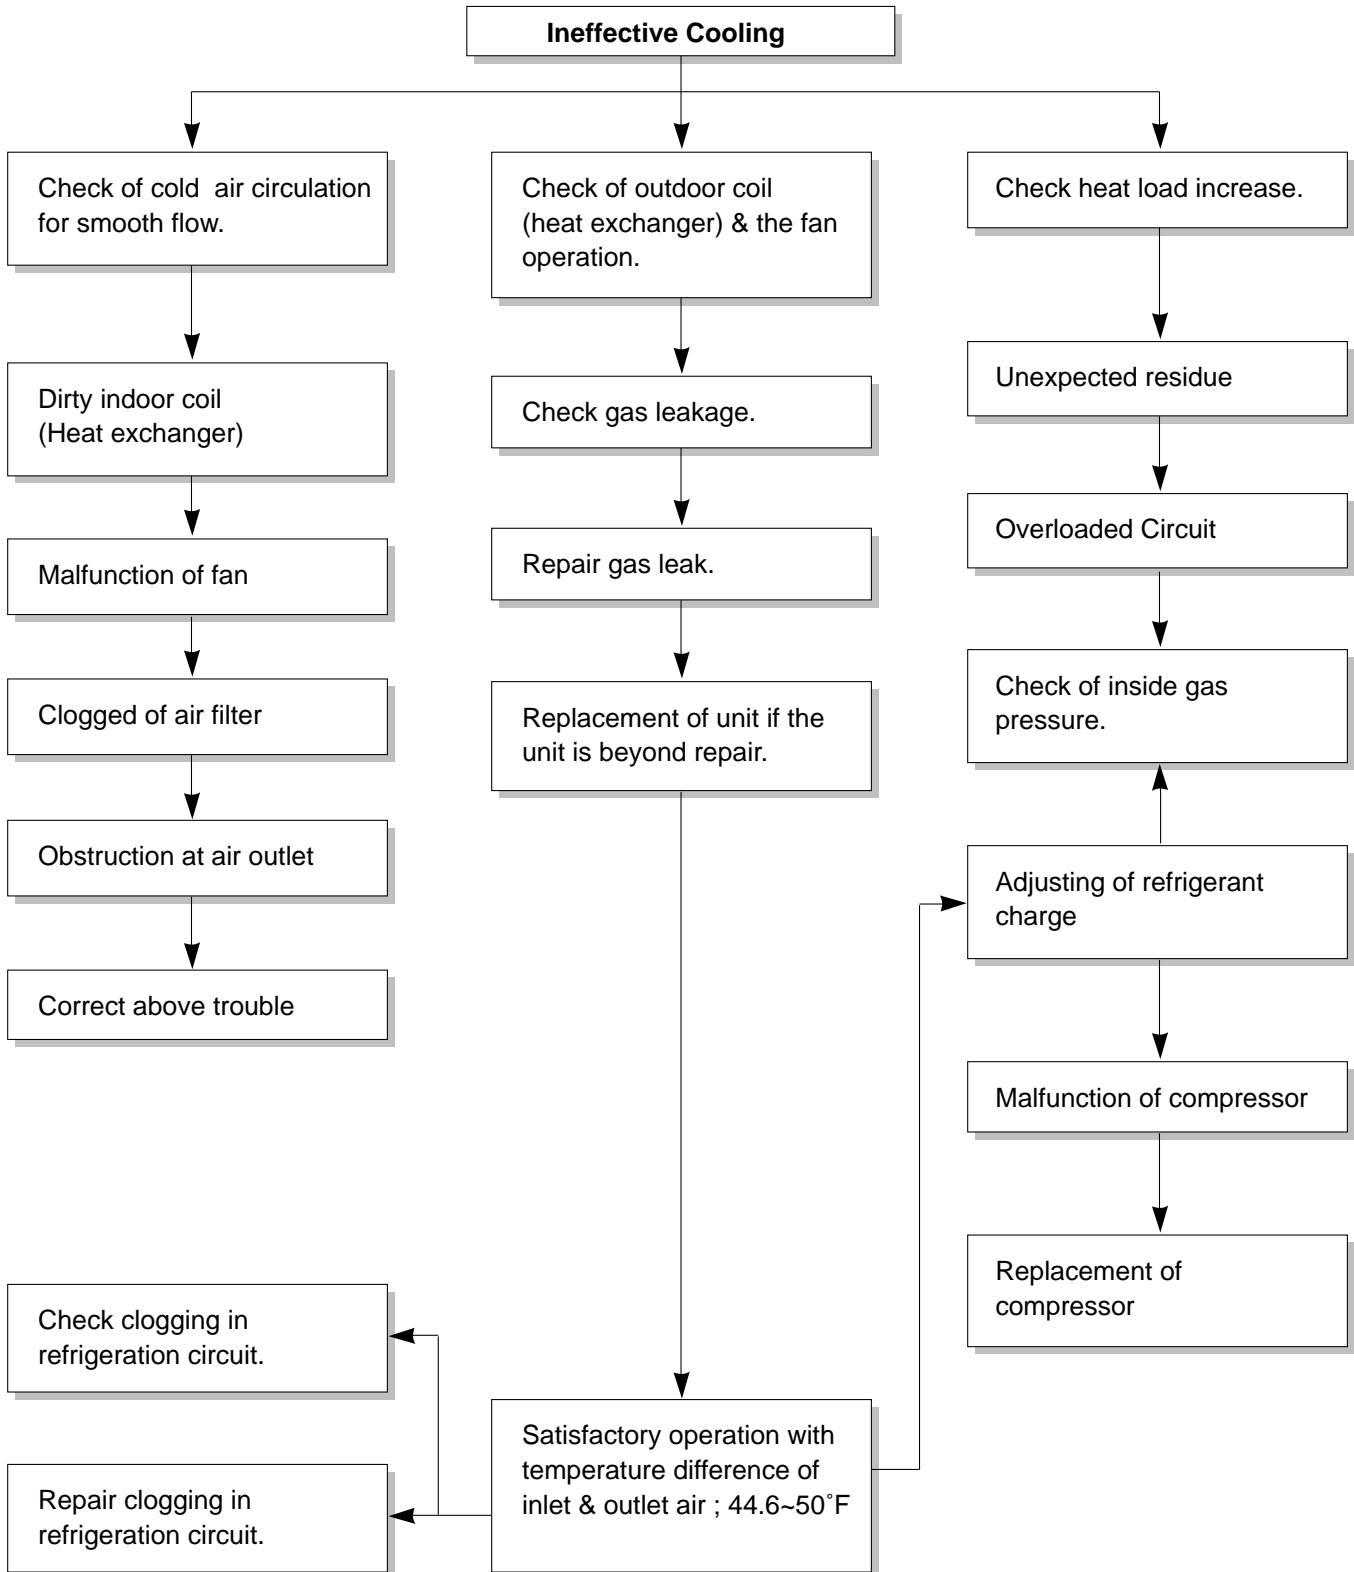 Ineffective Cooling
Check of cold air circulation
for smooth flow.
Dirty indoor coil
(Heat exchanger)
Malfunction of fan
Clogged of air filter
Obstruction at air outlet
Correct above trouble
Check of outdoor coil
(heat exchanger) & the fan
operation.
Check gas leakage.
Repair gas leak.
Replacement of unit if the
unit is beyond repair.
Check heat load increase.
Unexpected residue
Overloaded Circuit
Check of inside gas
pressure.
Adjusting of refrigerant
charge
Malfunction of compressor
Replacement of
compressor
Check clogging in
refrigeration circuit.
Repair clogging in
refrigeration circuit.
Satisfactory operation with
temperature difference of
inlet & outlet air ; 44.6~50˚F